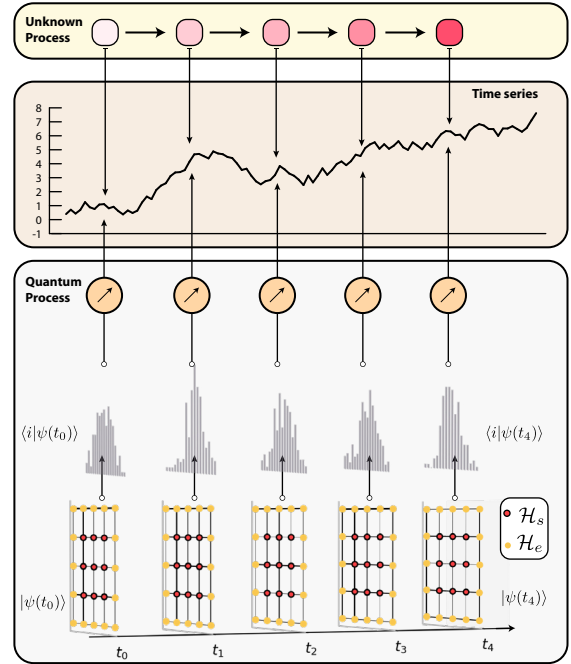 Unknown
Process
Time series
8
7
6
5
4
3
2
1
0
-1
Quantum
Process
⟨i|ψ(t₀)⟩
⟨i|ψ(t₄)⟩
ℋₛ
ℋₑ
|ψ(t₀)⟩
|ψ(t₄)⟩
t₀ t₁ t₂ t₃ t₄